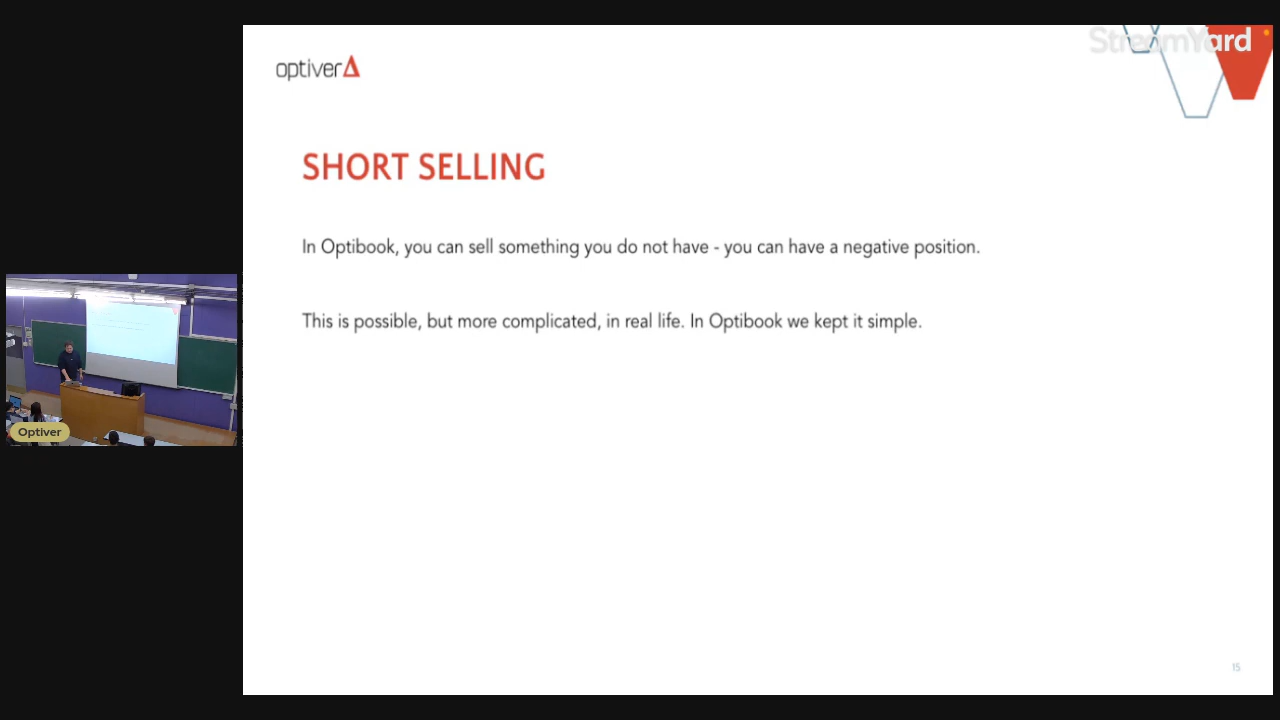 StreamYard
optiver
SHORT SELLING
In Optibook, you can sell something you do not have - you can have a negative position.
This is possible, but more complicated, in real life. In Optibook we kept it simple.
Optiver
15